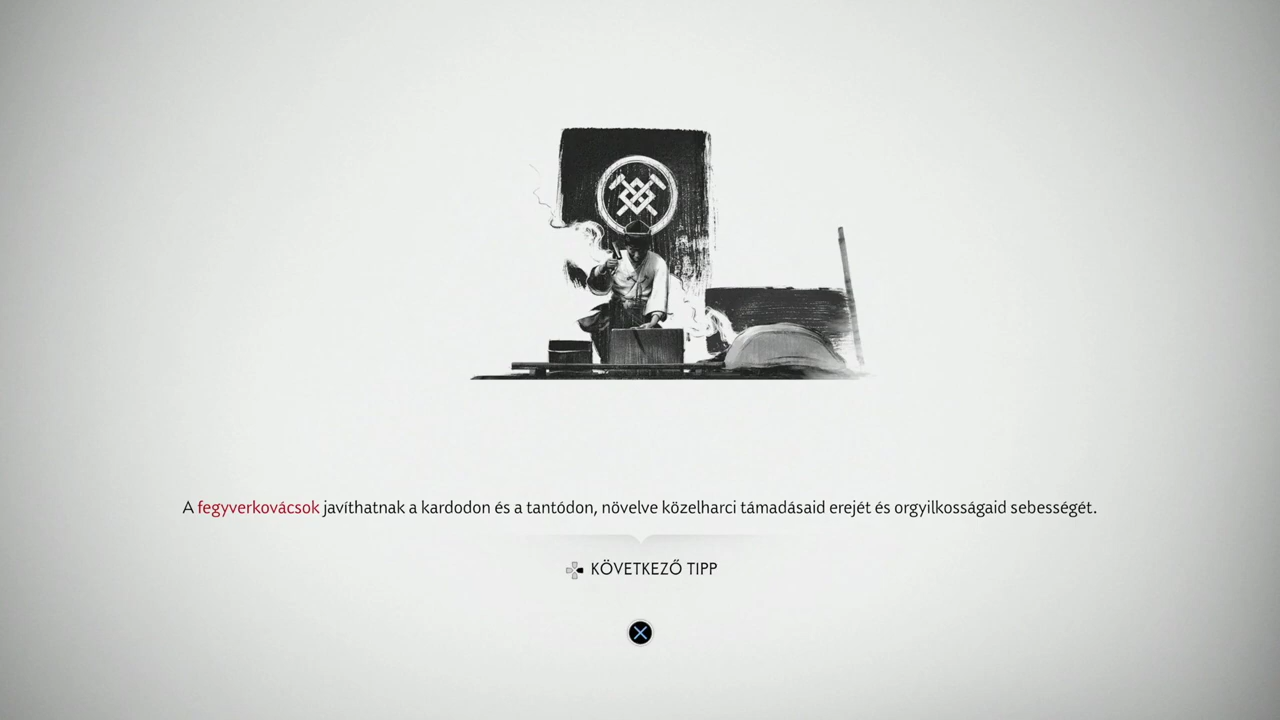 A fegyverkovácsok javíthatnak a kardodon és a tantódon, növelve közelharci támadásaid erejét és orgyilkosságaid sebességét.
KÖVETKEZŐ TIPP